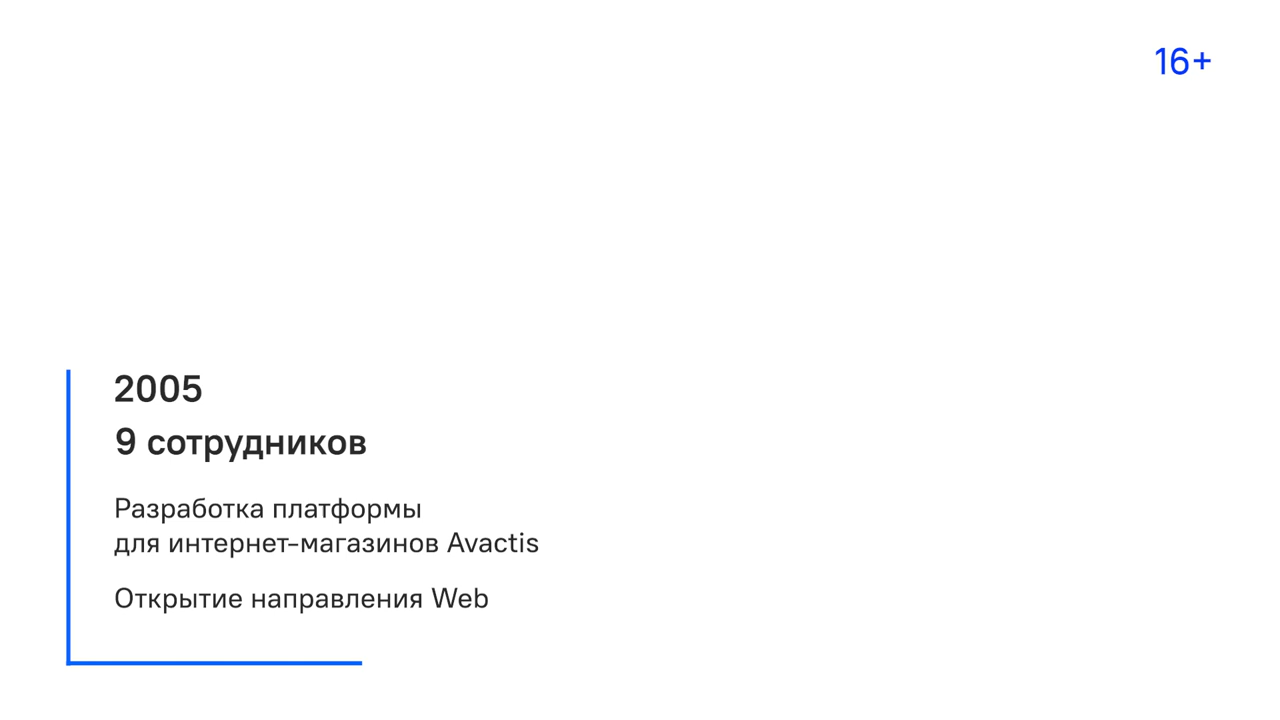 16+
2005
9 сотрудников
Разработка платформы
для интернет-магазинов Avactis
Открытие направления Web